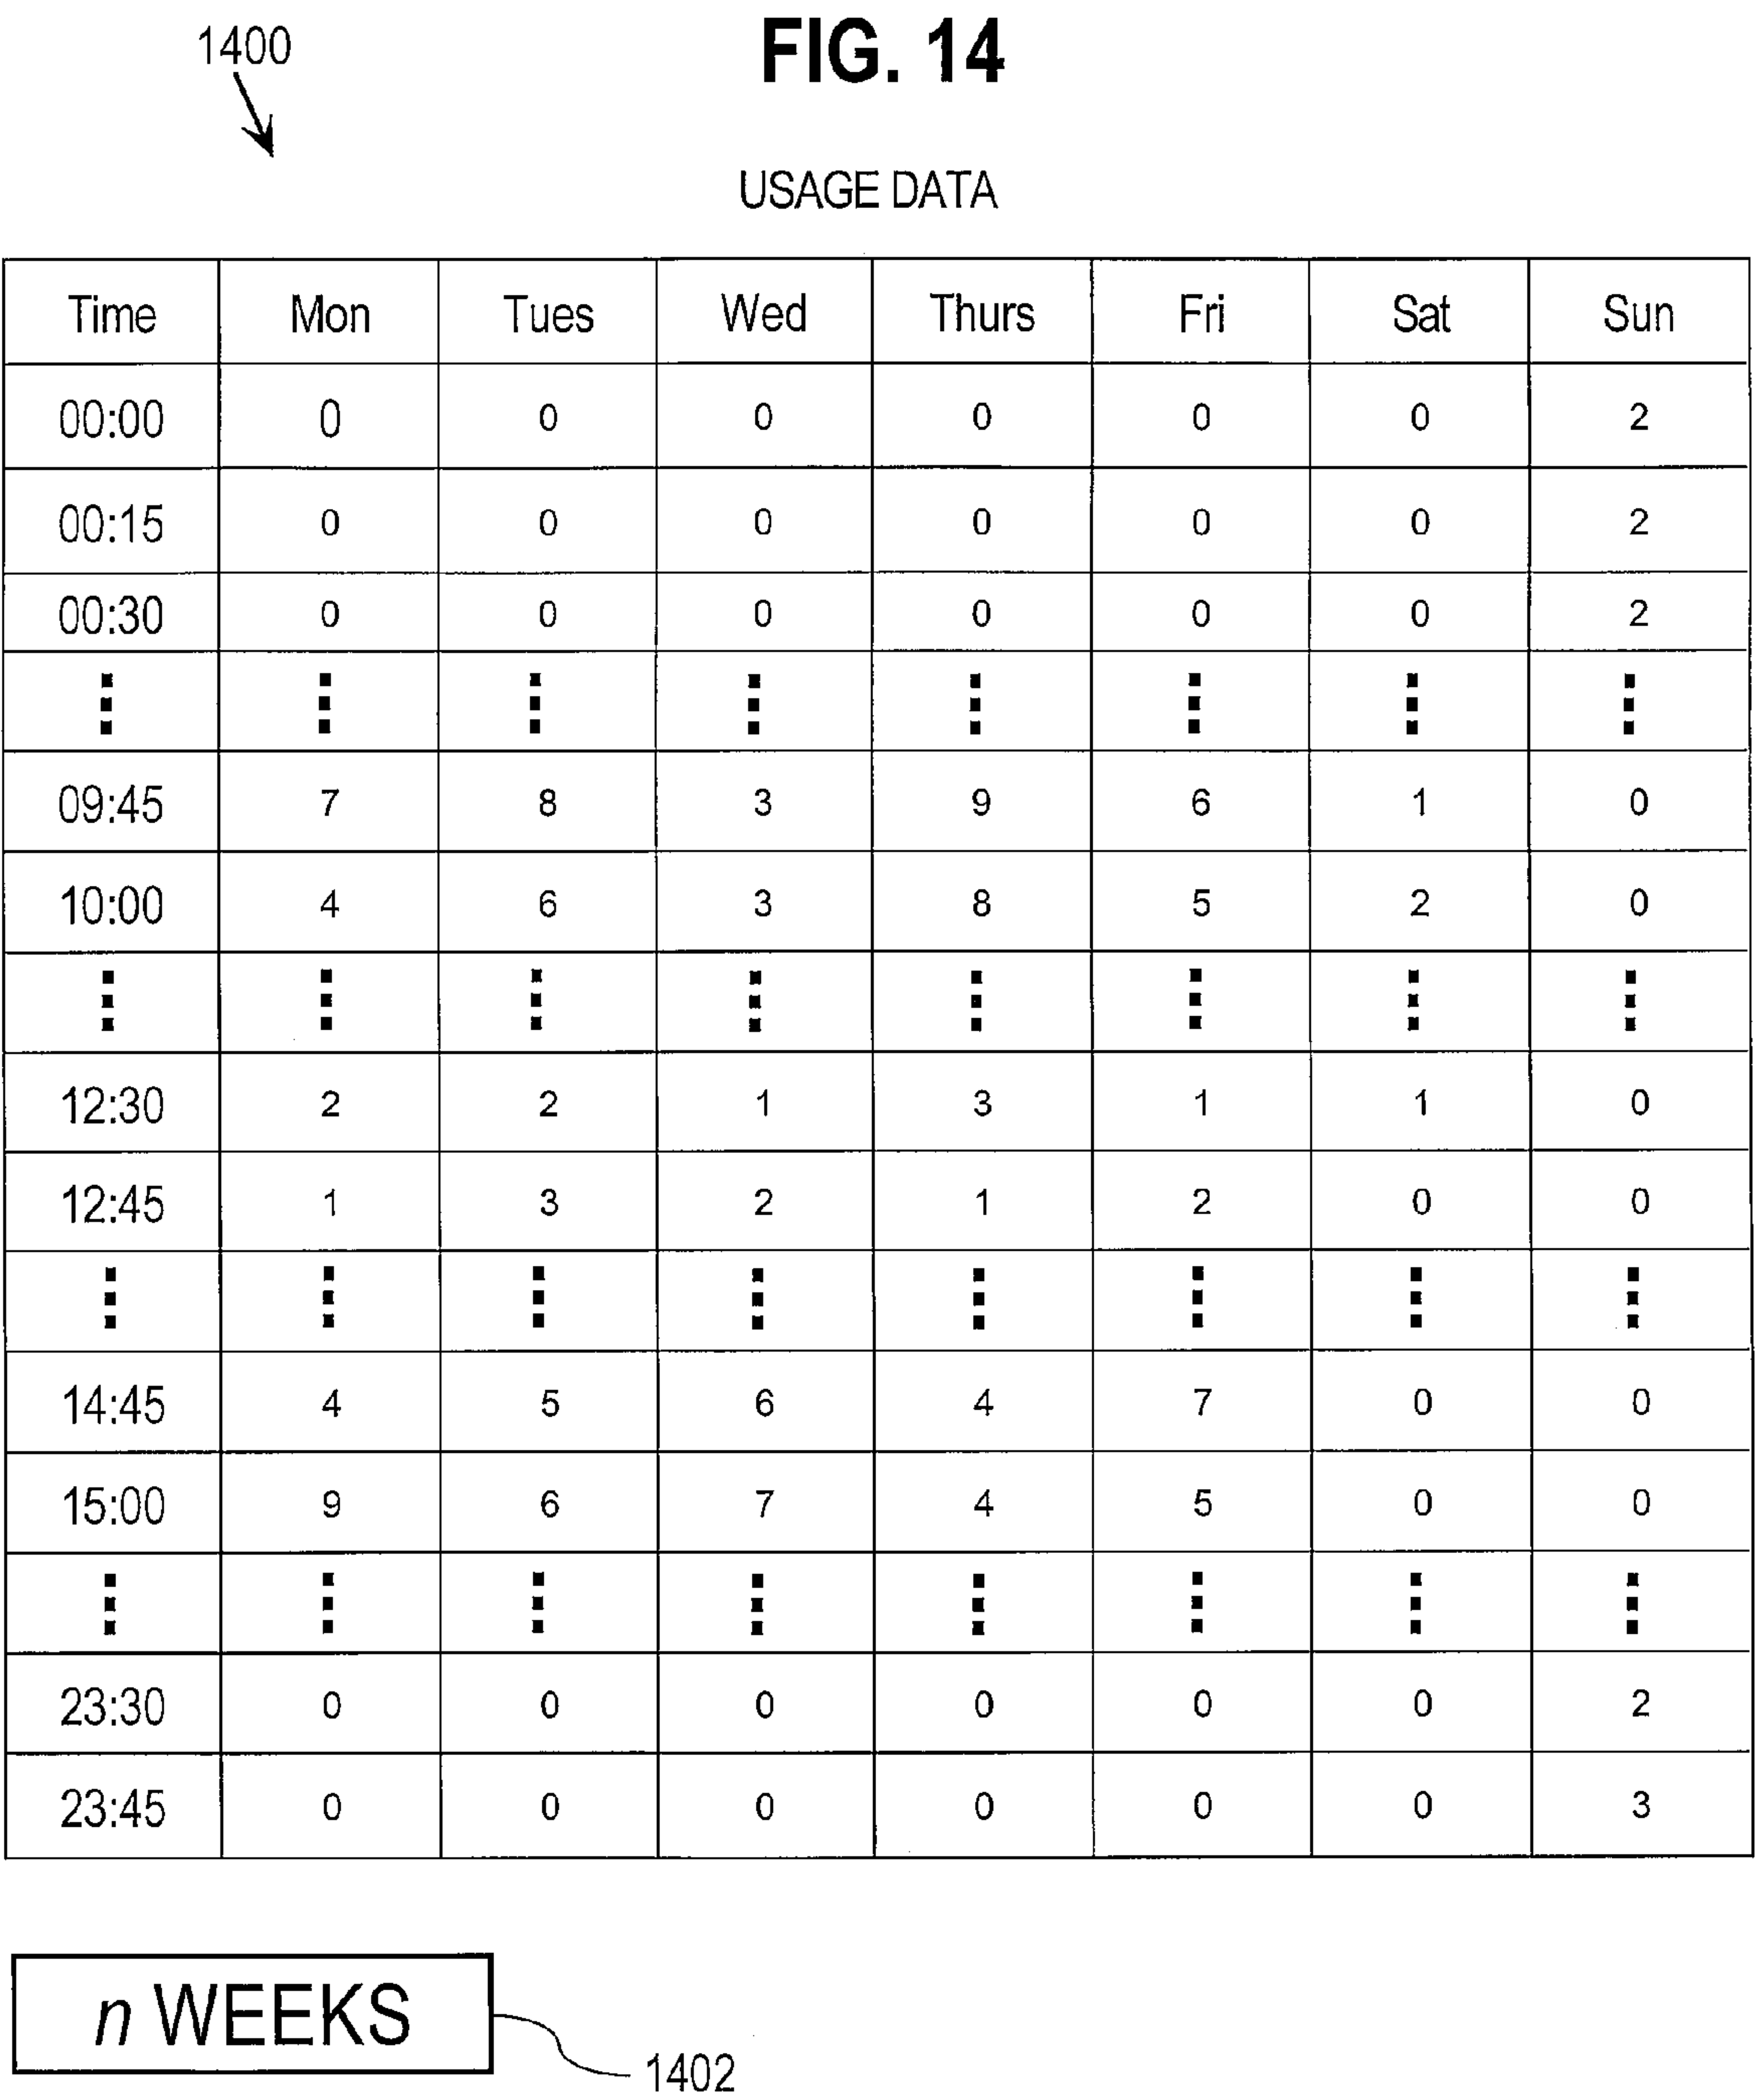 1400
FIG. 14
USAGE DATA
Time Mon Tues Wed Thurs Fri Sat Sun
00:00 0 0 0 0 0 0 2
00:15 0 0 0 0 0 0 2
00:30 0 0 0 0 0 0 2
09:45 7 8 3 9 6 1 0
10:00 4 6 3 8 5 2 0
12:30 2 2 1 3 1 1 0
12:45 1 3 2 1 2 0 0
14:45 4 5 6 4 7 0 0
15:00 9 6 7 4 5 0 0
23:30 0 0 0 0 0 0 2
23:45 0 0 0 0 0 0 3
n WEEKS
1402